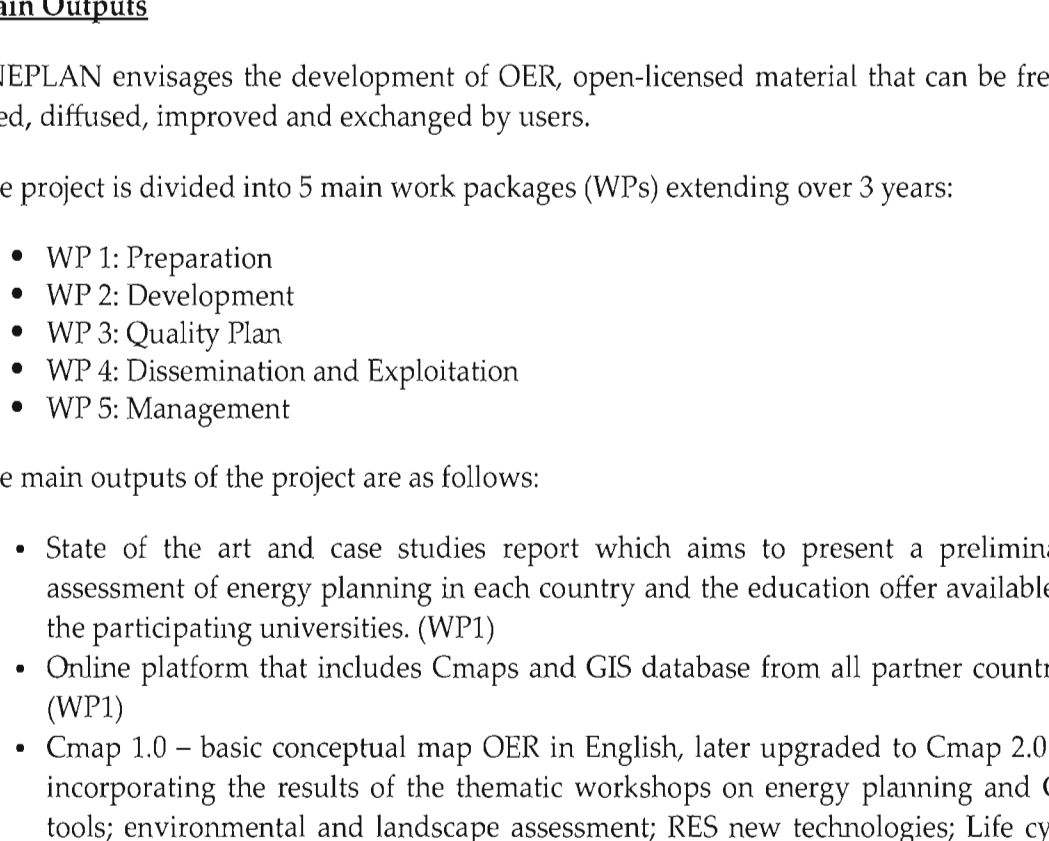 ain Outputs
NEPLAN envisages the development of OER, open-licensed material that can be fre
ed, diffused, improved and exchanged by users.
e project is divided into 5 main work packages (WPs) extending over 3 years:
• WP 1: Preparation
• WP 2: Development
• WP 3: Quality Plan
• WP 4: Dissemination and Exploitation
• WP 5: Management
e main outputs of the project are as follows:
• State of the art and case studies report which aims to present a prelimina
assessment of energy planning in each country and the education offer available
the participating universities. (WP1)
• Online platform that includes Cmaps and GIS database from all partner countr
(WP1)
• Cmap 1.0 – basic conceptual map OER in English, later upgraded to Cmap 2.0
incorporating the results of the thematic workshops on energy planning and G
tools; environmental and landscape assessment; RES new technologies; Life cy